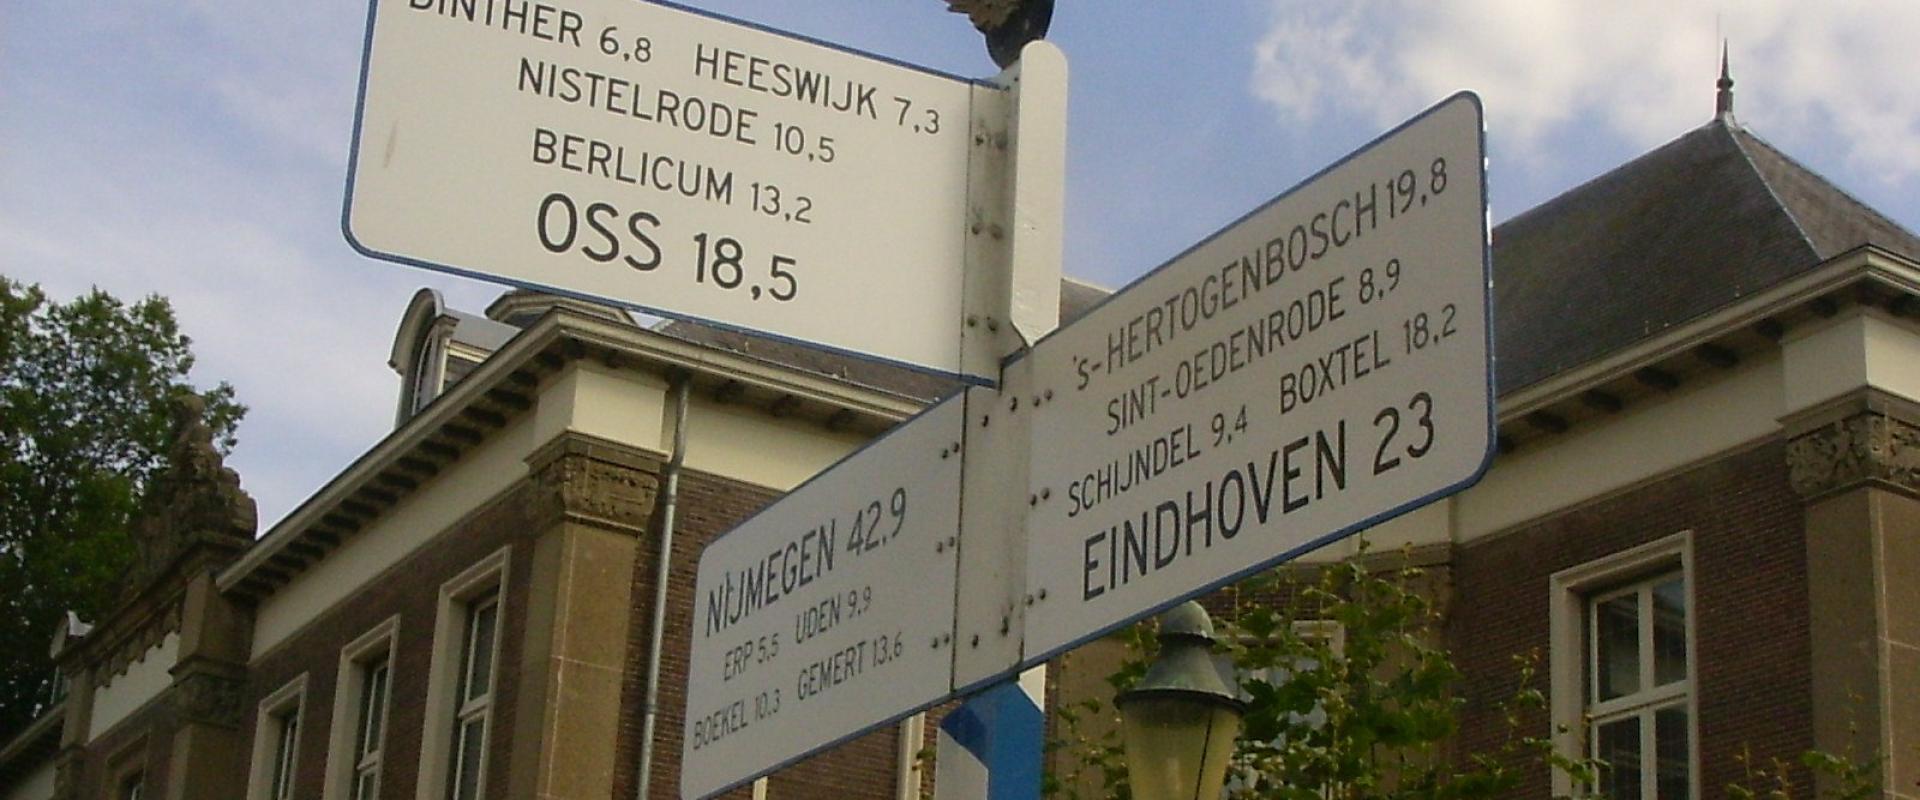 DINTHER 6,8 HEESWIJK 7,3
NISTELRODE 10,5
BERLICUM 13,2
OSS 18,5
's-HERTOGENBOSCH 19,8
SINT-OEDENRODE 8,9
SCHIJNDEL 9,4 BOXTEL 18,2
EINDHOVEN 23
NIJMEGEN 42,9
ERP 5,5 UDEN 9,9
BOEKEL 10,3 GEMERT 13,6